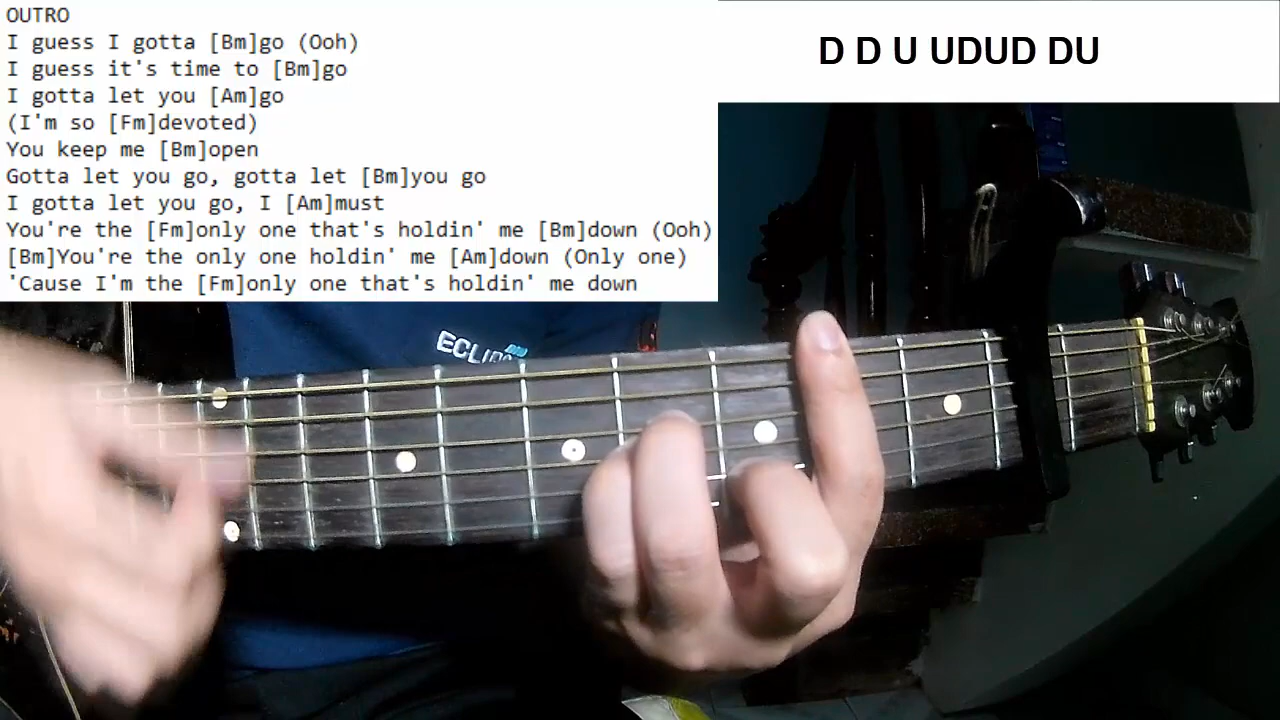 OUTRO
I guess I gotta [Bm]go (Ooh)
I guess it's time to [Bm]go
I gotta let you [Am]go
(I'm so [Fm]devoted)
You keep me [Bm]open
Gotta let you go, gotta let [Bm]you go
I gotta let you go, I [Am]must
You're the [Fm]only one that's holdin' me [Bm]down (Ooh)
[Bm]You're the only one holdin' me [Am]down (Only one)
'Cause I'm the [Fm]only one that's holdin' me down
D D U UDUD DU